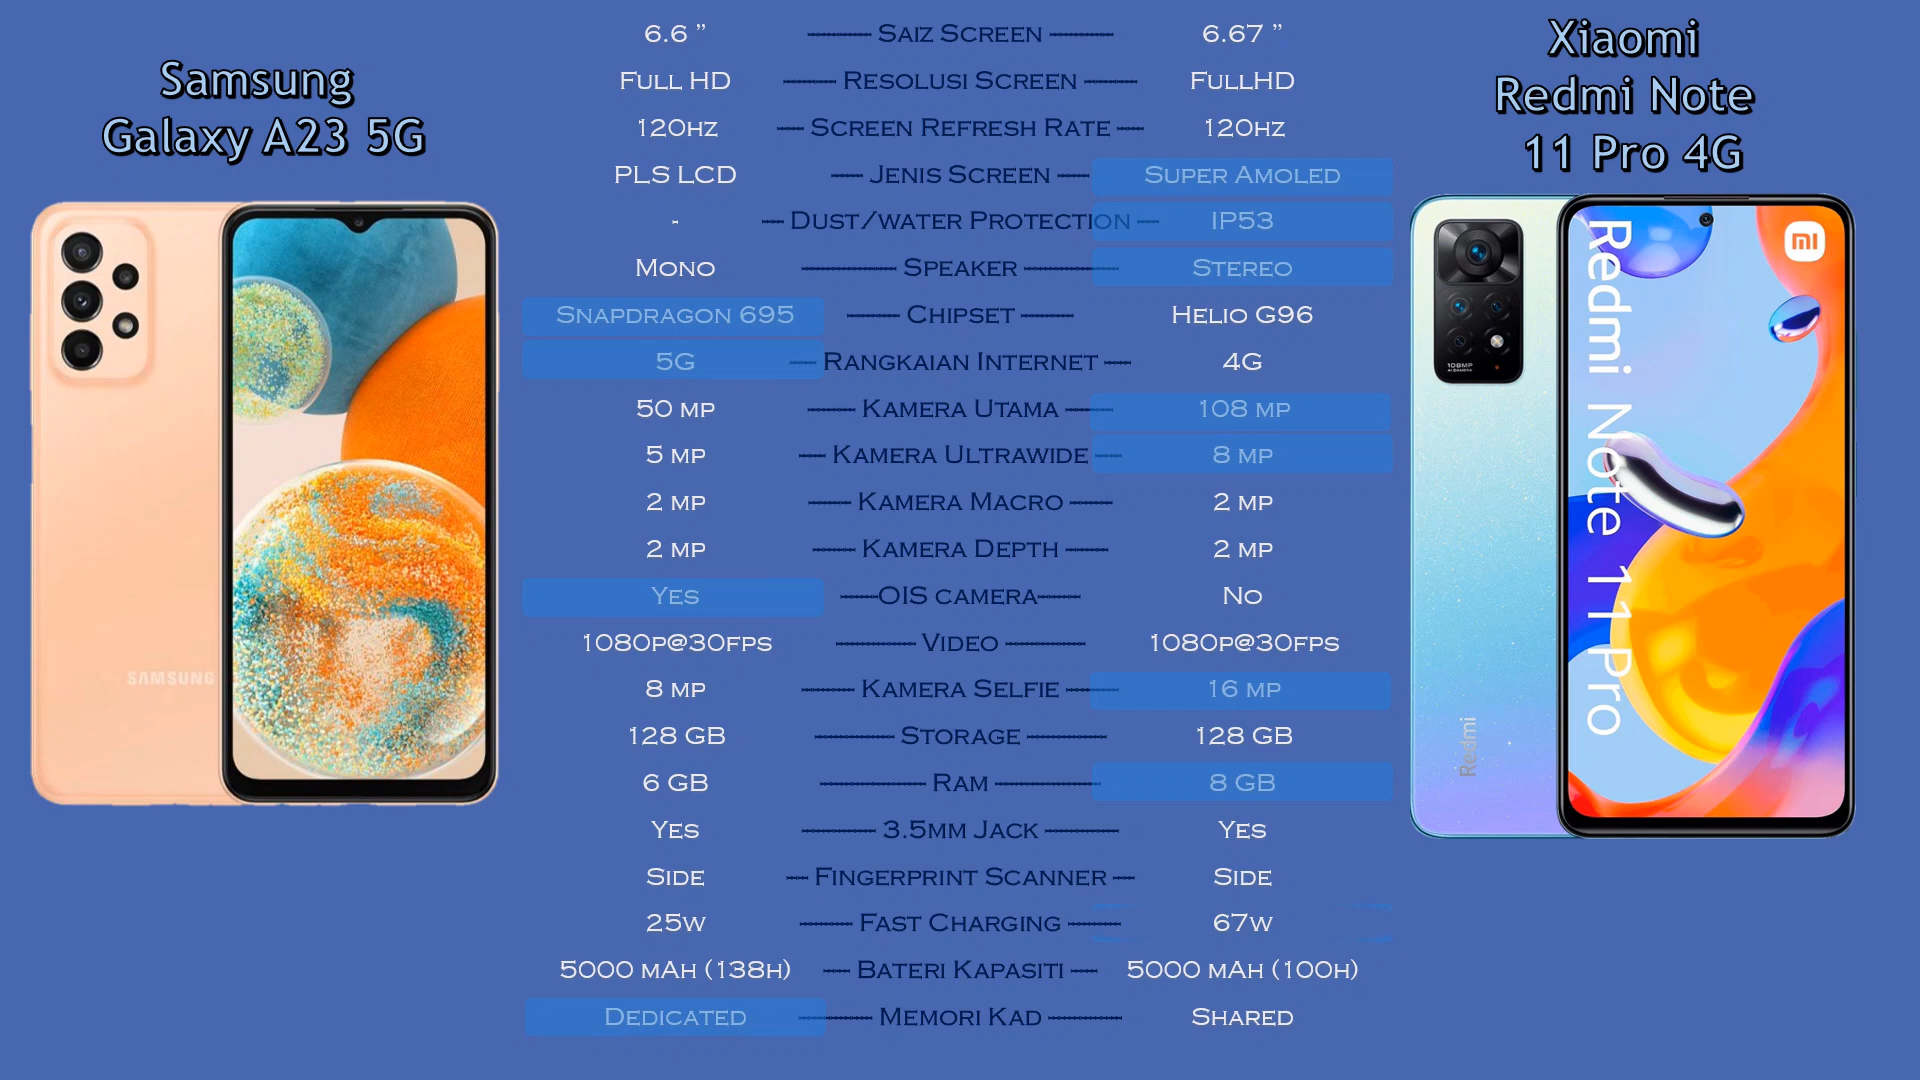 Samsung
Galaxy A23 5G
Xiaomi
Redmi Note
11 Pro 4G
6.6 ” Saiz Screen 6.67 ”
Full HD Resolusi Screen FullHD
120hz Screen Refresh Rate 120hz
PLS LCD Jenis Screen Super Amoled
- Dust/water Protection IP53
Mono Speaker Stereo
Snapdragon 695 Chipset Helio G96
5G Rangkaian Internet 4G
50 mp Kamera Utama 108 mp
5 mp Kamera Ultrawide 8 mp
2 mp Kamera Macro 2 mp
2 mp Kamera Depth 2 mp
Yes OIS camera No
1080p@30fps Video 1080p@30fps
8 mp Kamera Selfie 16 mp
128 GB Storage 128 GB
6 GB Ram 8 GB
Yes 3.5mm Jack Yes
Side Fingerprint Scanner Side
25w Fast Charging 67w
5000 mAh (138h) Bateri Kapasiti 5000 mAh (100h)
Dedicated Memori Kad Shared
SAMSUNG
108MP
AI CAMERA
Redmi
Redmi Note 11 Pro
mi